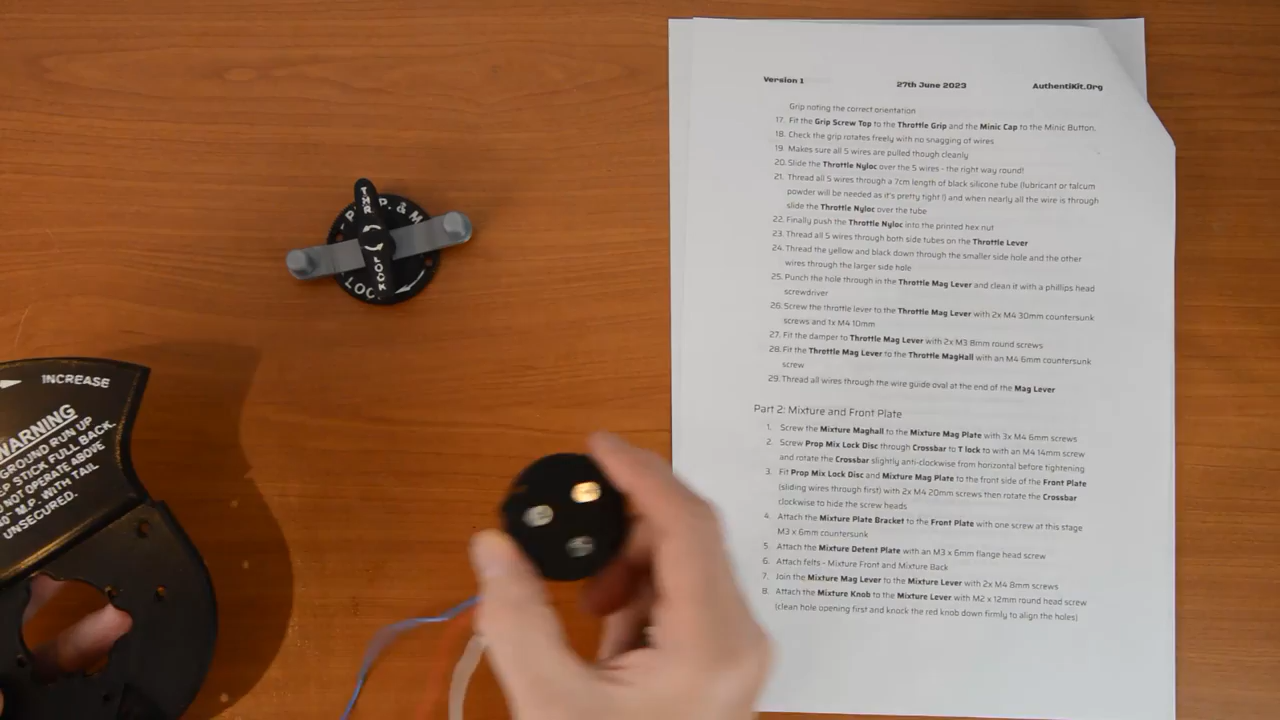 THR
P. & M
LOCK
LOC
INCREASE
WARNING
GROUND RUN UP
STICK FULL BACK.
NOT OPERATE ABOVE
M.P. WITH TAIL
UNSECURED.
Version 1 27th June 2023 AuthentiKit.Org
Grip noting the correct orientation
17. Fit the Grip Screw Top to the Throttle Grip and the Minic Cap to the Minic Button.
18. Check the grip rotates freely with no snagging of wires
19. Makes sure all 5 wires are pulled though cleanly
20. Slide the Throttle Nyloc over the 5 wires - the right way round!
21. Thread all 5 wires through a 7cm length of black silicone tube (lubricant or talcum
powder will be needed as it's pretty tight !) and when nearly all the wire is through
slide the Throttle Nyloc over the tube
22. Finally push the Throttle Nyloc into the printed hex nut
23. Thread all 5 wires through both side tubes on the Throttle Lever
24. Thread the yellow and black down through the smaller side hole and the other
wires through the larger side hole
25. Punch the hole through in the Throttle Mag Lever and clean it with a phillips head
screwdriver
26. Screw the throttle lever to the Throttle Mag Lever with 2x M4 30mm countersunk
screws and 1x M4 10mm
27. Fit the damper to Throttle Mag Lever with 2x M3 8mm round screws
28. Fit the Throttle Mag Lever to the Throttle MagHall with an M4 6mm countersunk
screw
29. Thread all wires through the wire guide oval at the end of the Mag Lever
Part 2: Mixture and Front Plate
1. Screw the Mixture Maghall to the Mixture Mag Plate with 3x M4 6mm screws
2. Screw Prop Mix Lock Disc through Crossbar to T lock to with an M4 14mm screw
and rotate the Crossbar slightly anti-clockwise from horizontal before tightening
3. Fit Prop Mix Lock Disc and Mixture Mag Plate to the front side of the Front Plate
(sliding wires through first) with 2x M4 20mm screws then rotate the Crossbar
clockwise to hide the screw heads
4. Attach the Mixture Plate Bracket to the Front Plate with one screw at this stage
M3 x 6mm countersunk
5. Attach the Mixture Detent Plate with an M3 x 6mm flange head screw
6. Attach felts - Mixture Front and Mixture Back
7. Join the Mixture Mag Lever to the Mixture Lever with 2x M4 8mm screws
8. Attach the Mixture Knob to the Mixture Lever with M2 x 12mm round head screw
(clean hole opening first and knock the red knob down firmly to align the holes)